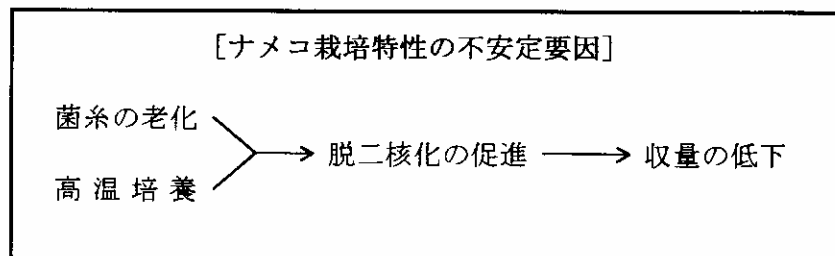 [ナメコ栽培特性の不安定要因]
菌糸の老化
高温培養
脱二核化の促進
収量の低下